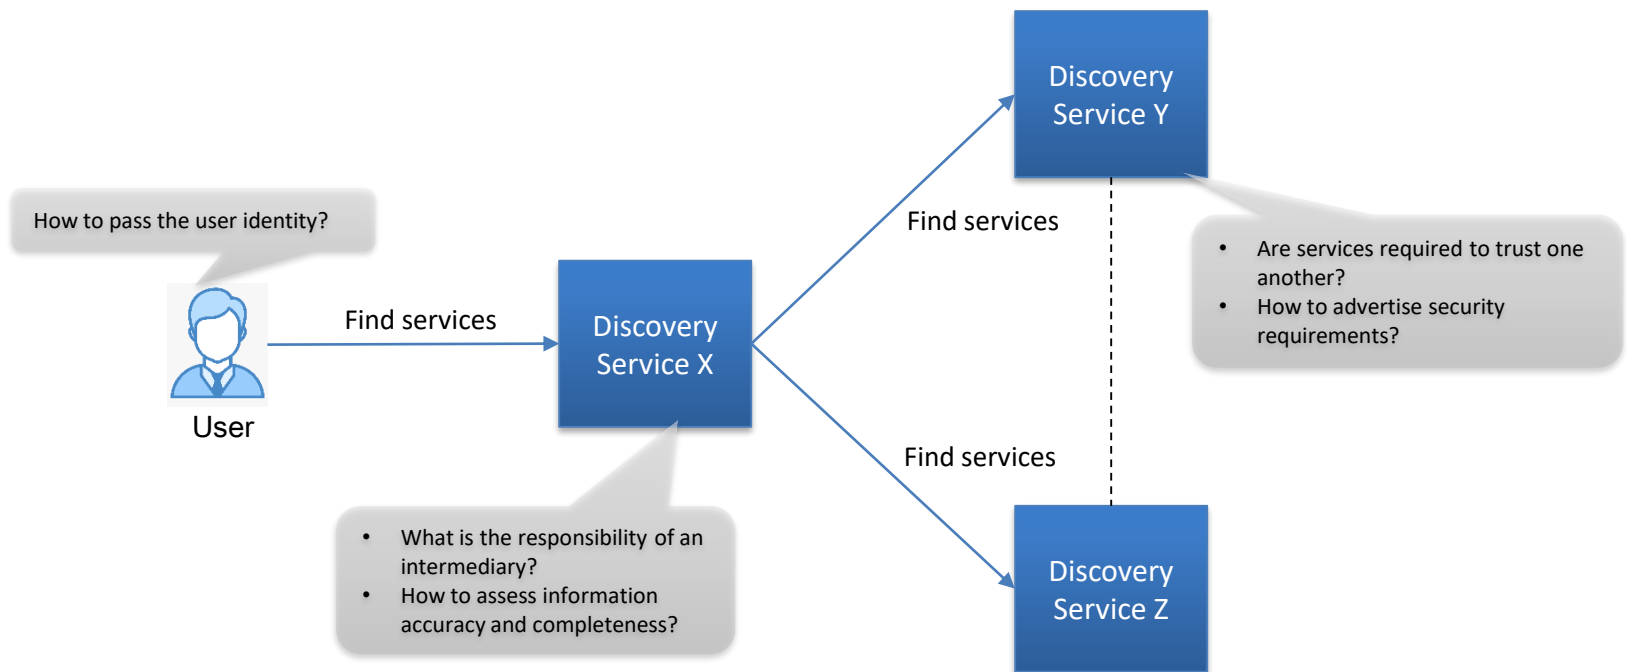 Discovery
Service Y
How to pass the user identity?
Find services
• Are services required to trust one
another?
• How to advertise security
requirements?
Find services
Discovery
Service X
User
Find services
• What is the responsibility of an
intermediary?
• How to assess information
accuracy and completeness?
Discovery
Service Z